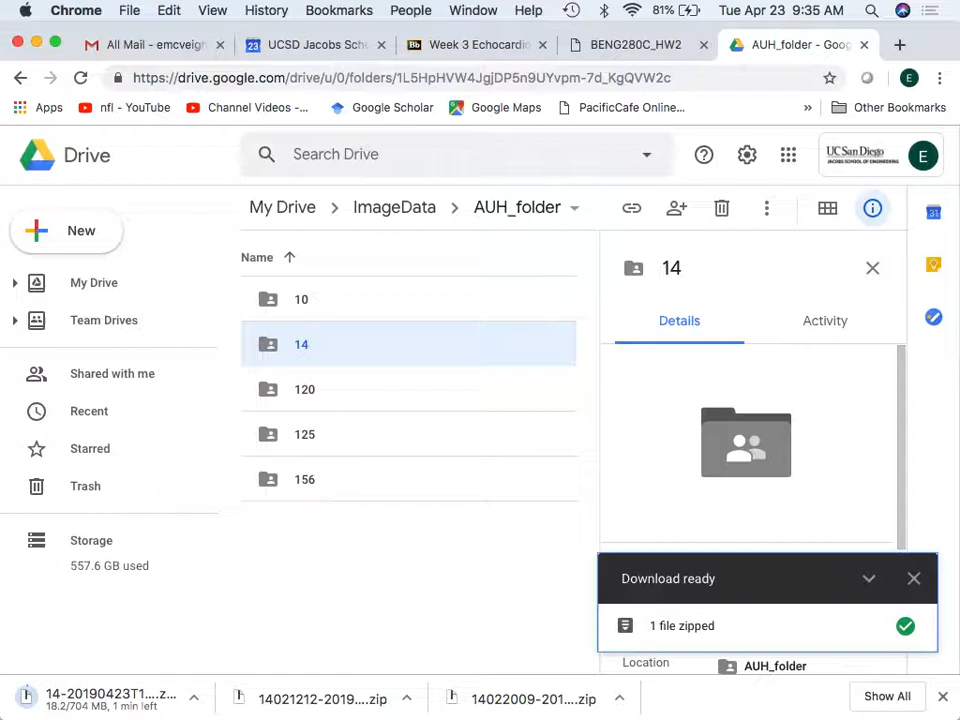 Chrome File Edit View History Bookmarks People Window Help 81% Tue Apr 23 9:35 AM
All Mail - emcveigh
UCSD Jacobs Sch
Bb Week 3 Echocardio
BENG280C_HW2
AUH_folder - Goog
https://drive.google.com/drive/u/0/folders/1L5HpHVW4JgjDP5n9UYvpm-7d_KgQVW2c
E
Apps
nfl - YouTube
Channel Videos -...
Google Scholar
Google Maps
PacificCafe Online...
»
Other Bookmarks
Drive
Search Drive
UC San Diego
JACOBS SCHOOL OF ENGINEERING
E
New
My Drive > ImageData > AUH_folder
31
My Drive
Team Drives
Shared with me
Recent
Starred
Trash
Storage
557.6 GB used
Name
10
14
120
125
156
14
Details
Activity
Download ready
1 file zipped
Location
AUH_folder
14-20190423T1....z...
18.2/704 MB, 1 min left
14021212-2019....zip
14022009-201....zip
Show All